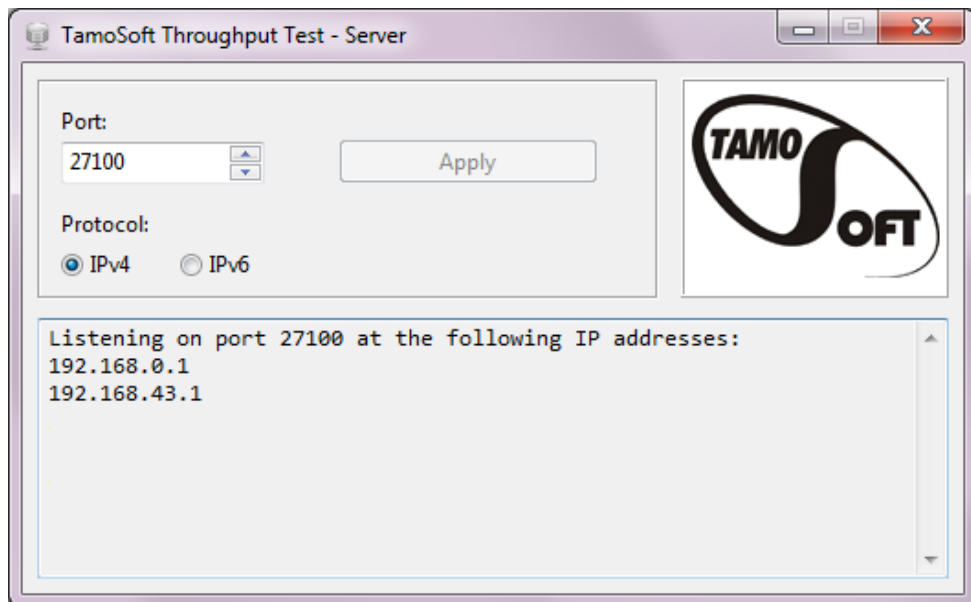 TamoSoft Throughput Test - Server
Port:
27100
Apply
Protocol:
IPv4 IPv6
TAMO
SOFT
Listening on port 27100 at the following IP addresses:
192.168.0.1
192.168.43.1